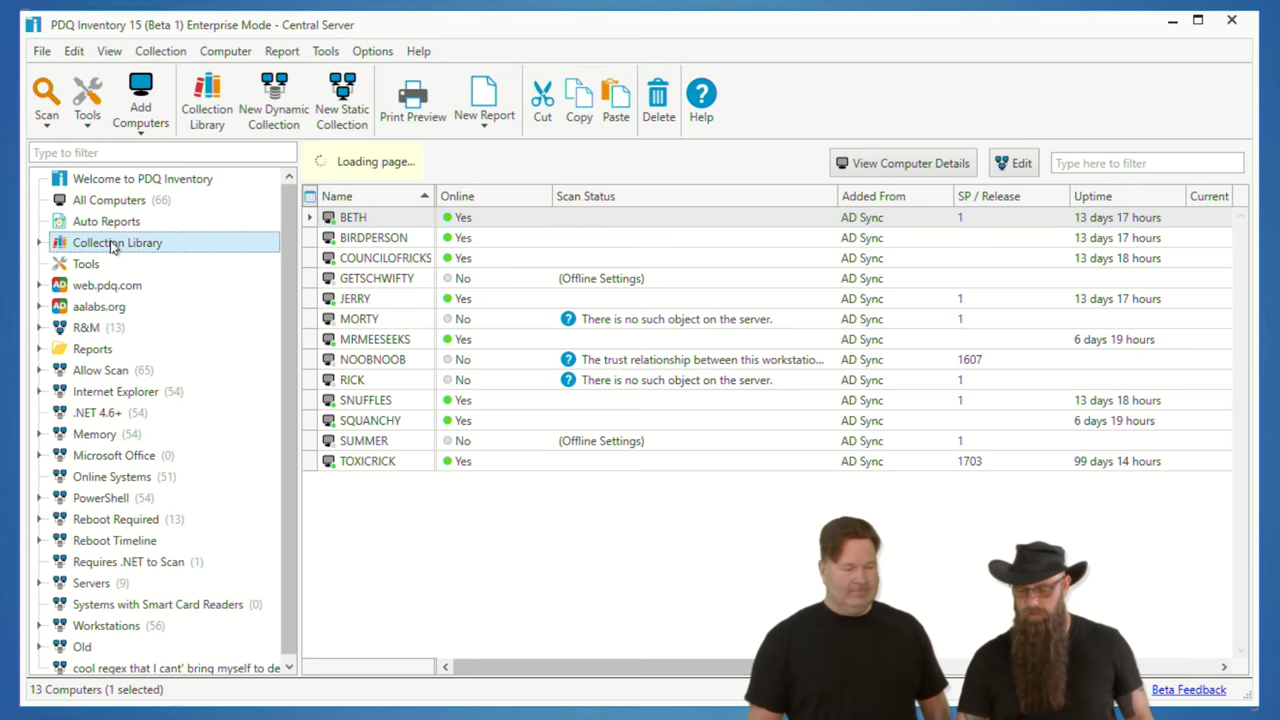 PDQ Inventory 15 (Beta 1) Enterprise Mode - Central Server
File Edit View Collection Computer Report Tools Options Help
Scan
Tools
Add Computers
Collection Library
New Dynamic Collection
New Static Collection
Print Preview
New Report
Cut
Copy
Paste
Delete
Help
Type to filter
Welcome to PDQ Inventory
All Computers (66)
Auto Reports
Collection Library
Tools
AD web.pdq.com
AD aalabs.org
R&M (13)
Reports
Allow Scan (65)
Internet Explorer (54)
.NET 4.6+ (54)
Memory (54)
Microsoft Office (0)
Online Systems (51)
PowerShell (54)
Reboot Required (13)
Reboot Timeline
Requires .NET to Scan (1)
Servers (9)
Systems with Smart Card Readers (0)
Workstations (56)
Old
cool regex that I cant' bring myself to de
Loading page...
View Computer Details
Edit
Type here to filter
Name Online Scan Status Added From SP / Release Uptime Current
BETH Yes AD Sync 1 13 days 17 hours
BIRDPERSON Yes AD Sync 13 days 17 hours
COUNCILOFRICKS Yes AD Sync 13 days 18 hours
GETSCHWIFTY No (Offline Settings) AD Sync
JERRY Yes AD Sync 1 13 days 17 hours
MORTY No There is no such object on the server. AD Sync 1
MRMEESEEKS Yes AD Sync 6 days 19 hours
NOOBNOOB No The trust relationship between this workstatio... AD Sync 1607
RICK No There is no such object on the server. AD Sync 1
SNUFFLES Yes AD Sync 1 13 days 18 hours
SQUANCHY Yes AD Sync 6 days 19 hours
SUMMER No (Offline Settings) AD Sync 1
TOXICRICK Yes AD Sync 1703 99 days 14 hours
13 Computers (1 selected)
Beta Feedback